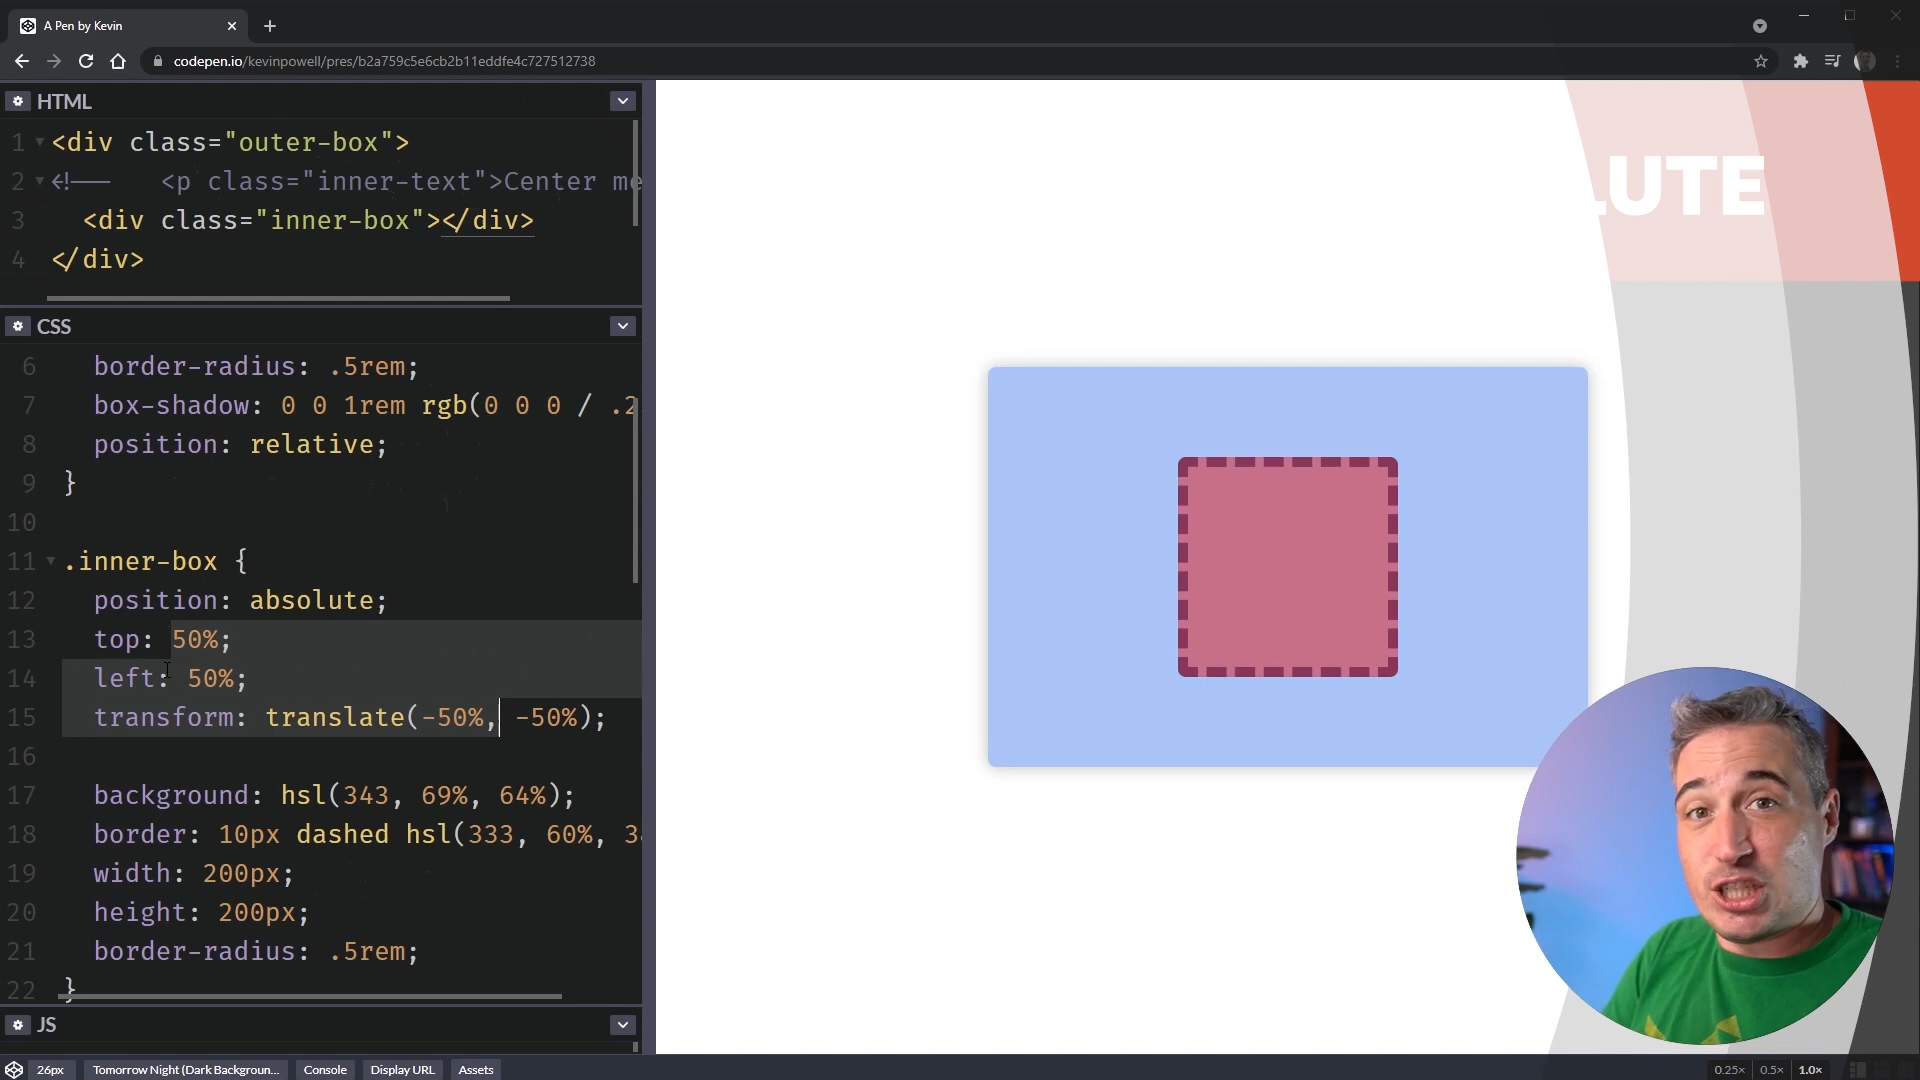 A Pen by Kevin
codepen.io/kevinpowell/pres/b2a759c5e6cb2b11eddfe4c727512738
HTML
1 <div class="outer-box">
2 <!-- <p class="inner-text">Center me
3 <div class="inner-box"></div>
4 </div>
CSS
6 border-radius: .5rem;
7 box-shadow: 0 0 1rem rgb(0 0 0 / .2
8 position: relative;
9 }
10
11 .inner-box {
12 position: absolute;
13 top: 50%;
14 left: 50%;
15 transform: translate(-50%, -50%);
16
17 background: hsl(343, 69%, 64%);
18 border: 10px dashed hsl(333, 60%, 3
19 width: 200px;
20 height: 200px;
21 border-radius: .5rem;
22 }
JS
LUTE
26px Tomorrow Night (Dark Backgroun... Console Display URL Assets
0.25× 0.5× 1.0×